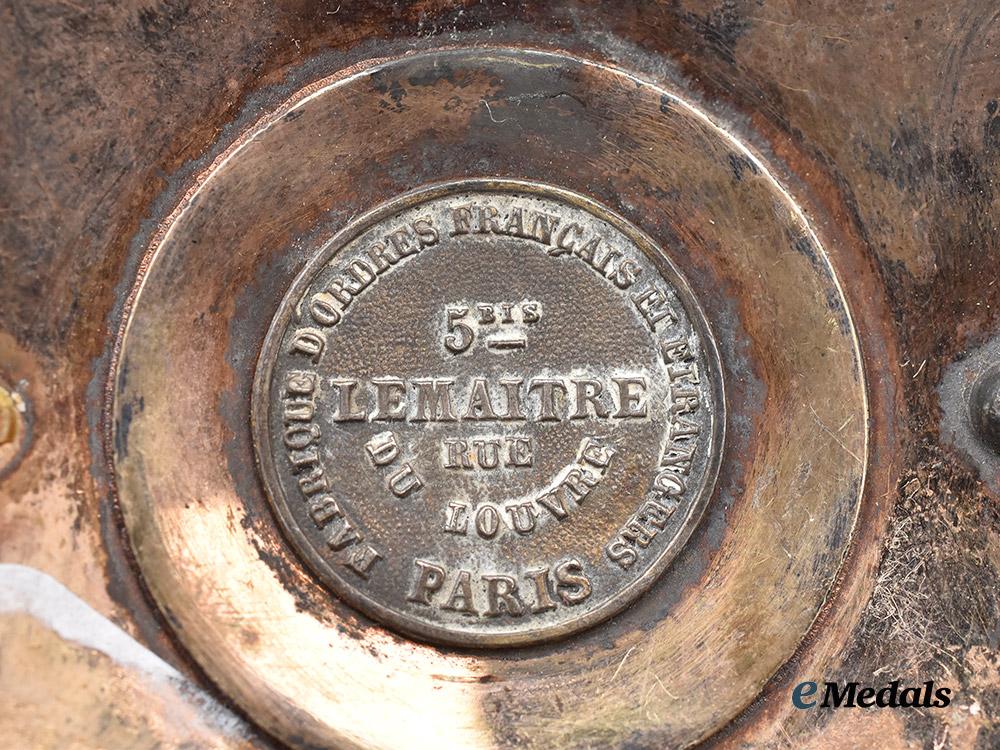 FABRIQUE D'ORDRES FRANÇAIS ET ETRANGERS
5BIS
LEMAITRE
RUE
DU LOUVRE
PARIS
eMedals